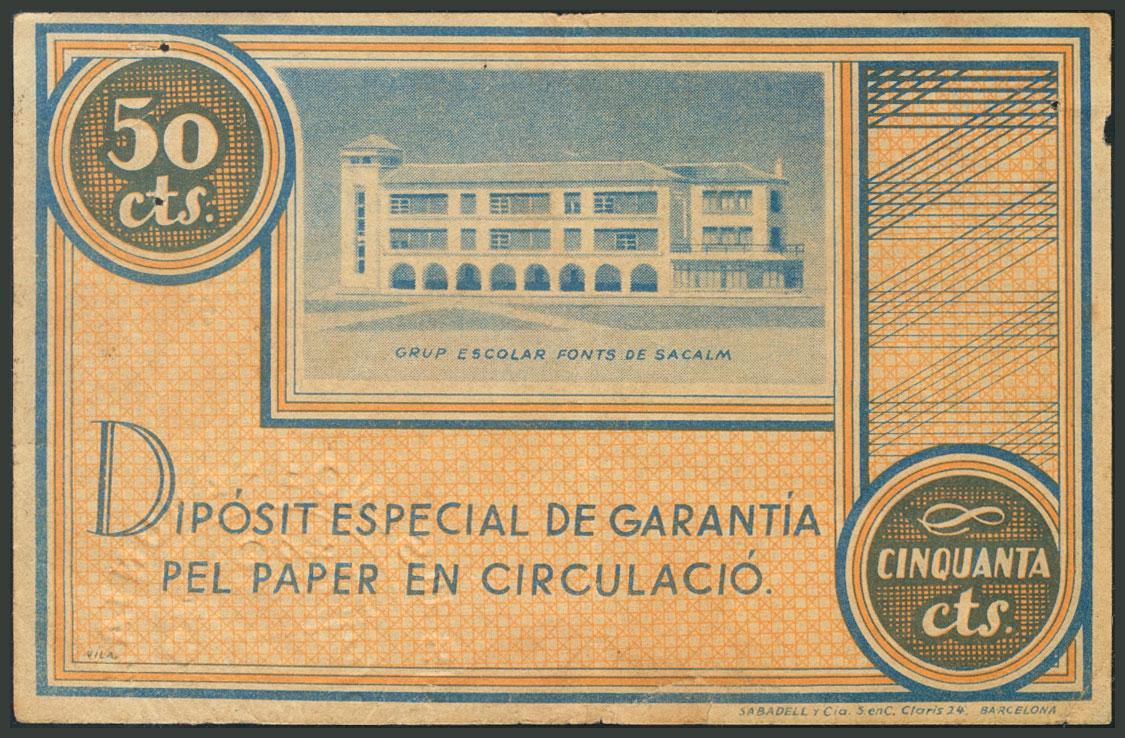 50
cts.
GRUP ESCOLAR FONTS DE SACALM
DIPÓSIT ESPECIAL DE GARANTÍA
PEL PAPER EN CIRCULACIÓ.
CINQUANTA
cts.
VILA
SABADELL Y Cia. S. en C. Claris 24. BARCELONA